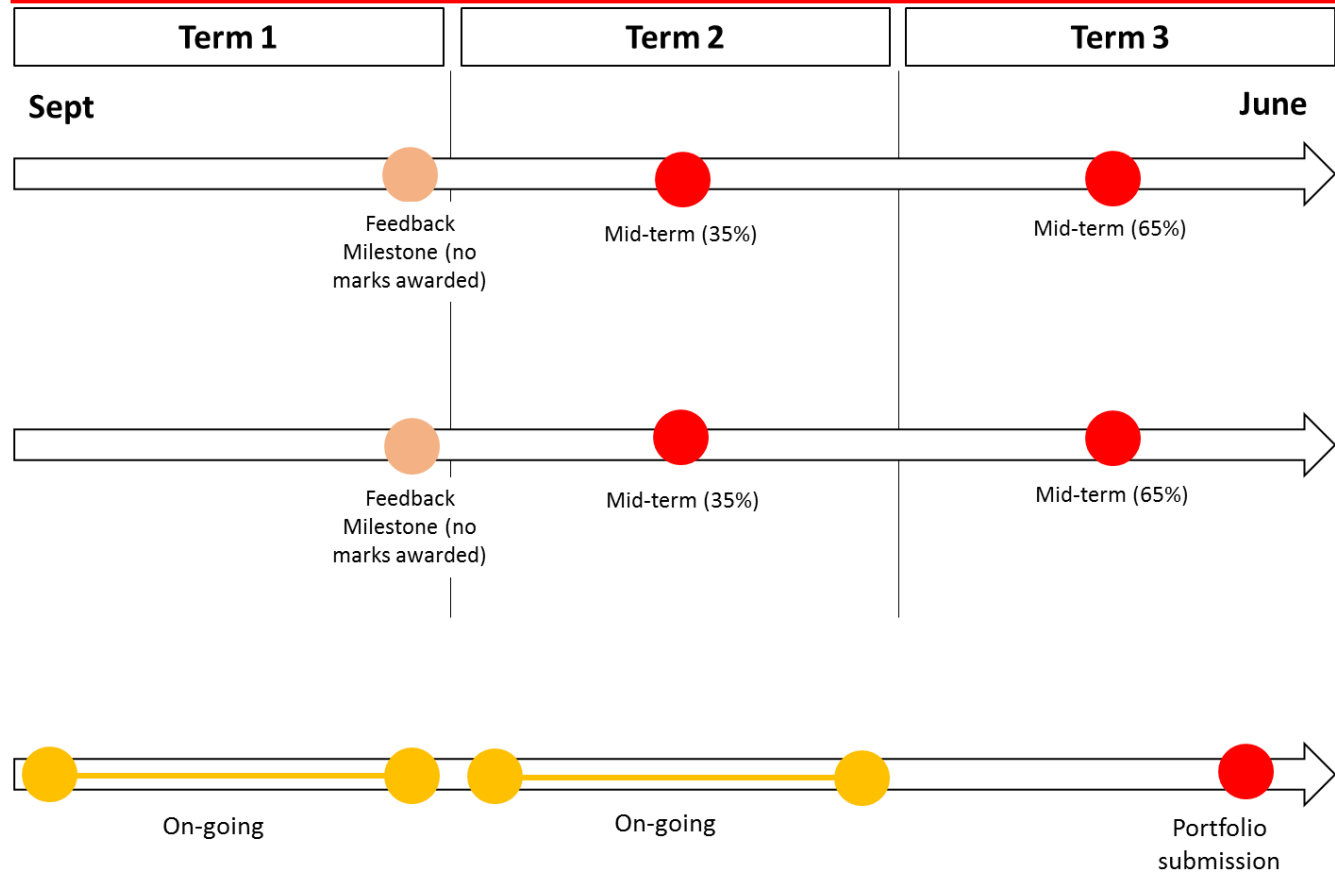 Term 1
Term 2
Term 3
Sept
June
Feedback
Milestone (no
marks awarded)
Mid-term (35%)
Mid-term (65%)
Feedback
Milestone (no
marks awarded)
Mid-term (35%)
Mid-term (65%)
On-going
On-going
Portfolio
submission